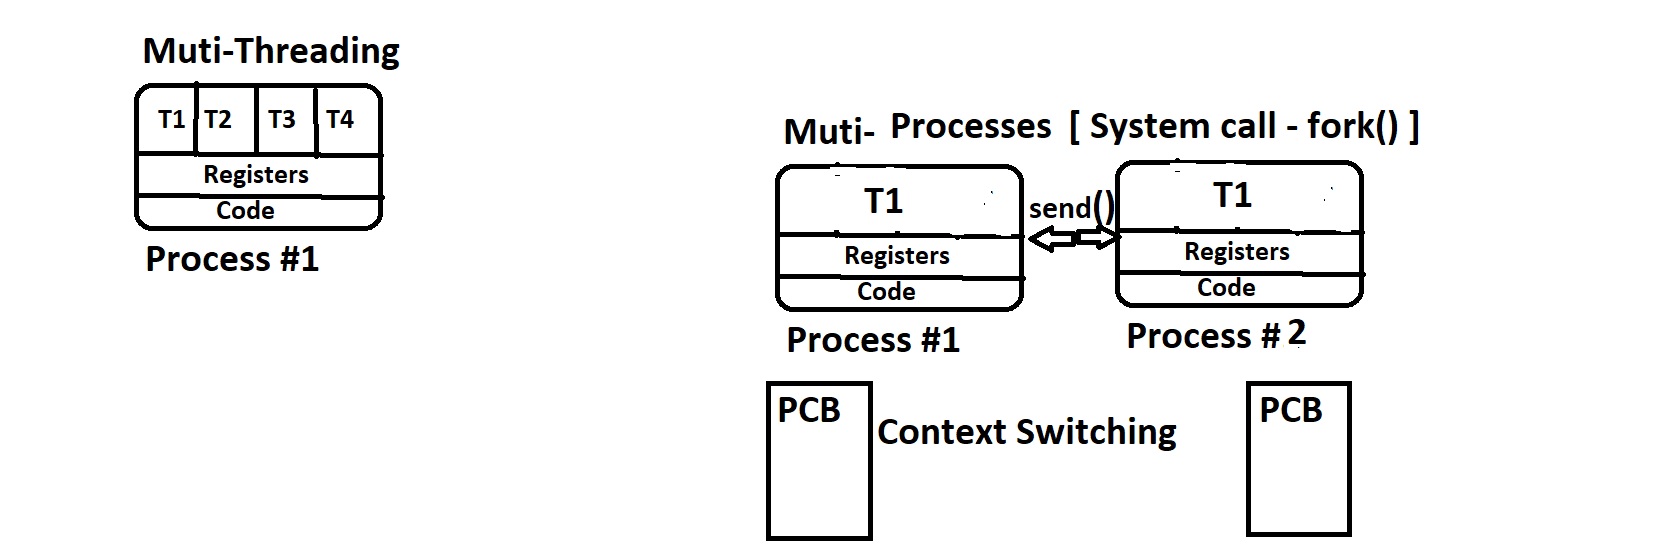 Muti-Threading
T1 T2 T3 T4
Registers
Code
Process #1
Muti- Processes [ System call - fork() ]
T1
send()
T1
Registers
Registers
Code
Code
Process #1
Process # 2
PCB
Context Switching
PCB